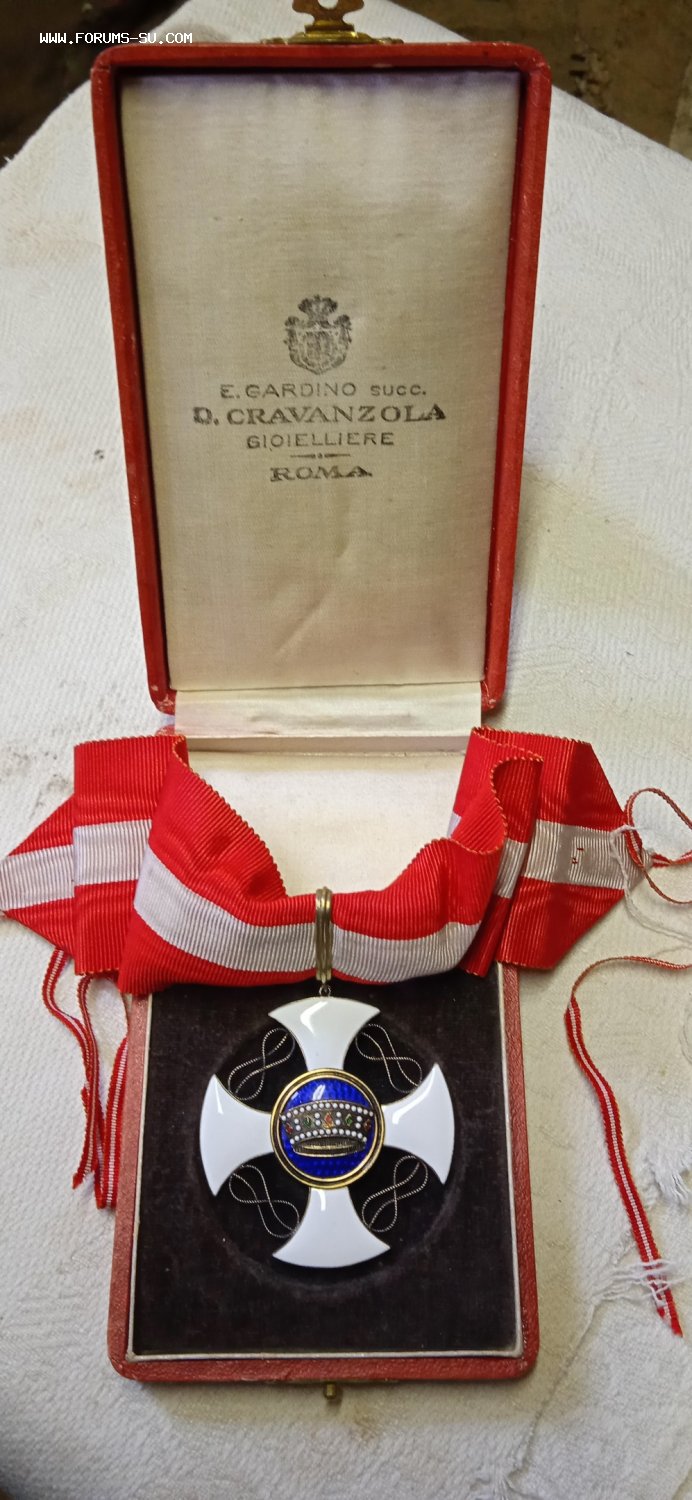 WWW.FORUMS-SU.COM
E. GARDINO SUCC.
D. CRAVANZOLA
GIOIELLIERE
ROMA.